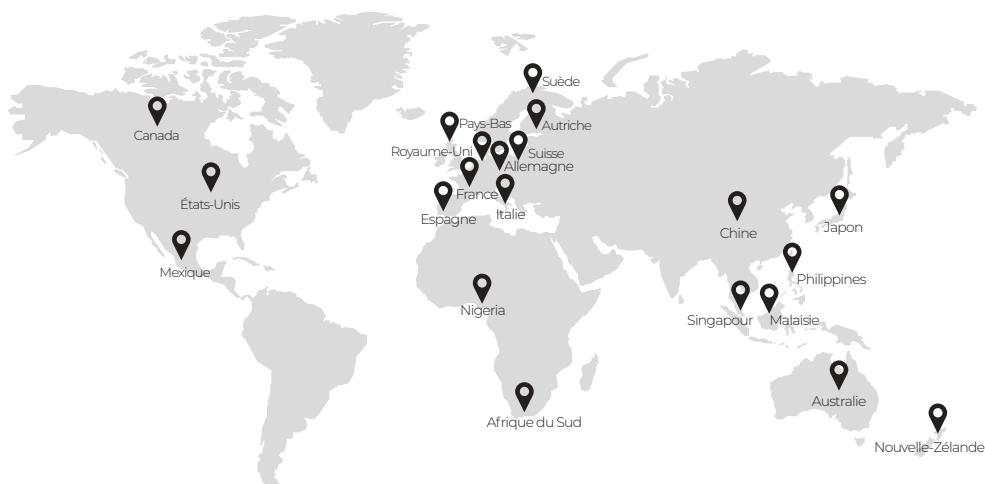 Suède
Pays-Bas
Autriche
Canada
Royaume-Uni
Suisse
Allemagne
France
États-Unis
Italie
Espagne
Japon
Chine
Mexique
Philippines
Nigeria
Singapour
Malaisie
Australie
Afrique du Sud
Nouvelle-Zélande